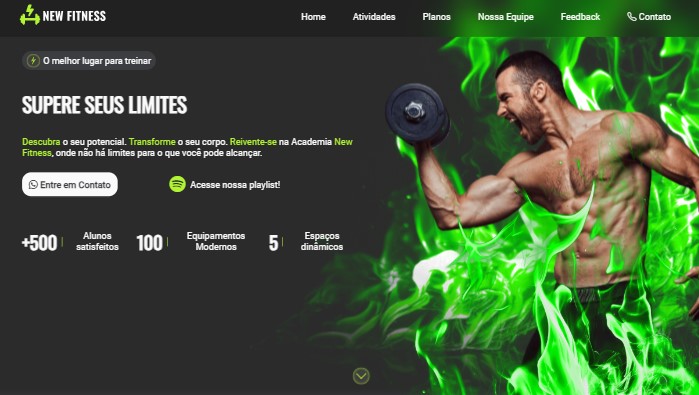 NEW FITNESS
Home
Atividades
Planos
Nossa Equipe
Feedback
Contato
O melhor lugar para treinar
SUPERE SEUS LIMITES
Descubra o seu potencial. Transforme o seu corpo. Reivente-se na Academia New
Fitness, onde não há limites para o que você pode alcançar.
Entre em Contato
Acesse nossa playlist!
+500
Alunos
satisfeitos
100
Equipamentos
Modernos
5
Espaços
dinâmicos